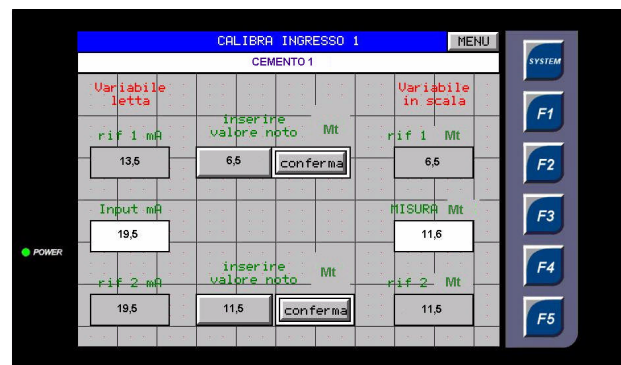 CALIBRA INGRESSO 1 MENU
CEMENTO 1
Variabile letta
Variabile in scala
rif 1 mA
inserire valore noto Mt
rif 1 Mt
13,5
6,5
conferma
6,5
Input mA
MISURA Mt
19,5
11,6
rif 2 mA
inserire valore noto Mt
rif 2 Mt
19,5
11,5
conferma
11,5
POWER
SYSTEM
F1
F2
F3
F4
F5